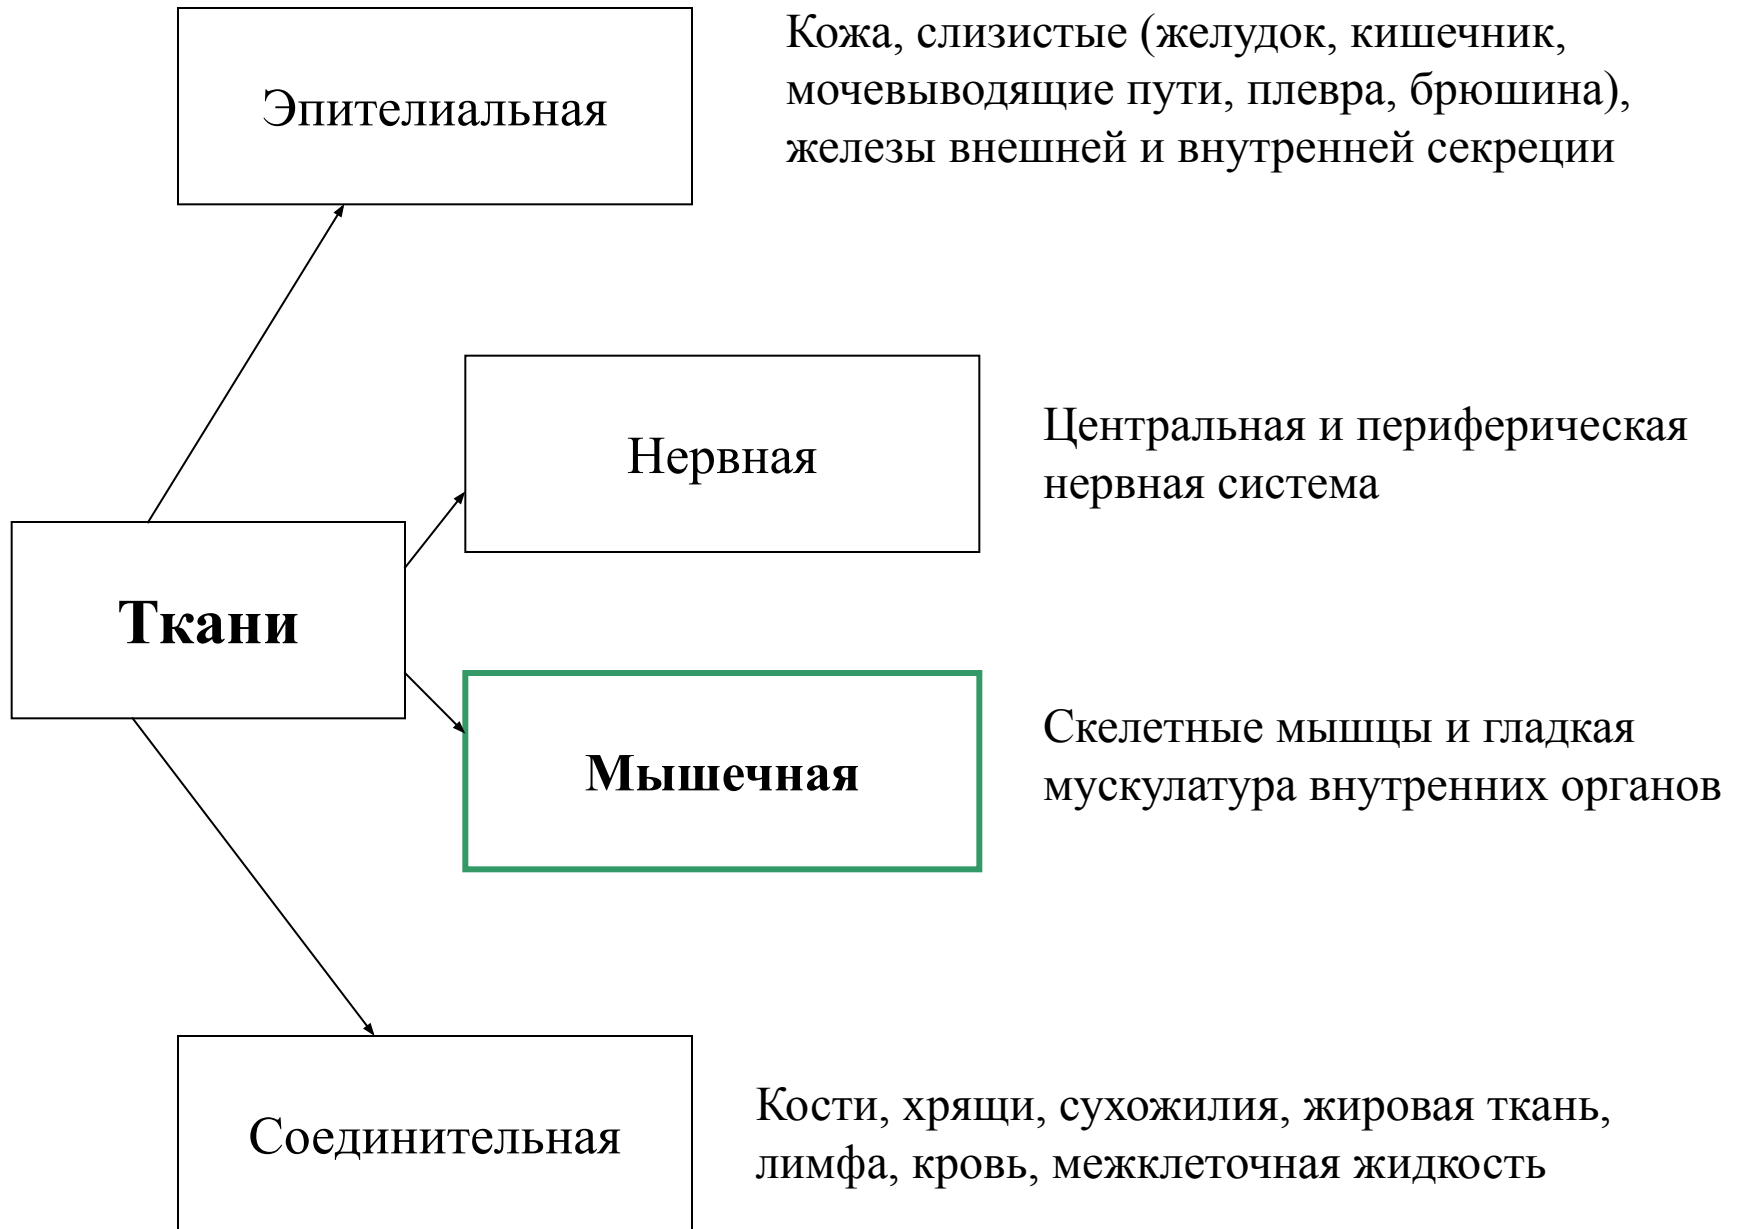 Эпителиальная
Кожа, слизистые (желудок, кишечник,
мочевыводящие пути, плевра, брюшина),
железы внешней и внутренней секреции
Нервная
Центральная и периферическая
нервная система
Ткани
Мышечная
Скелетные мышцы и гладкая
мускулатура внутренних органов
Соединительная
Кости, хрящи, сухожилия, жировая ткань,
лимфа, кровь, межклеточная жидкость